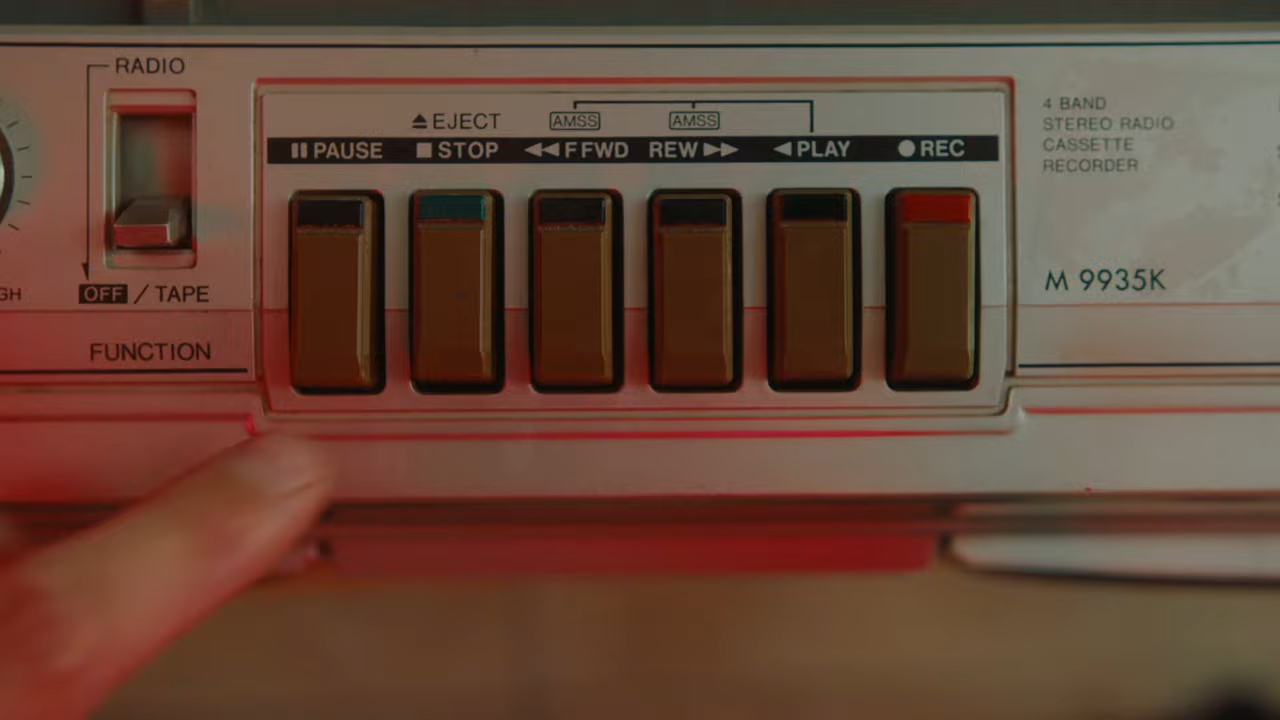 RADIO
OFF / TAPE
FUNCTION
EJECT
AMSS
AMSS
PAUSE
STOP
FFWD
REW
PLAY
REC
4 BAND
STEREO RADIO
CASSETTE
RECORDER
M 9935K